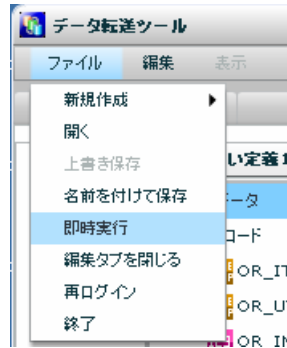 データ転送ツール
ファイル 編集 表示
新規作成
開く
上書き保存
名前を付けて保存
即時実行
編集タブを閉じる
再ログイン
終了
い定義1
ータ
コード
OR_IT
OR_U
OR_IN